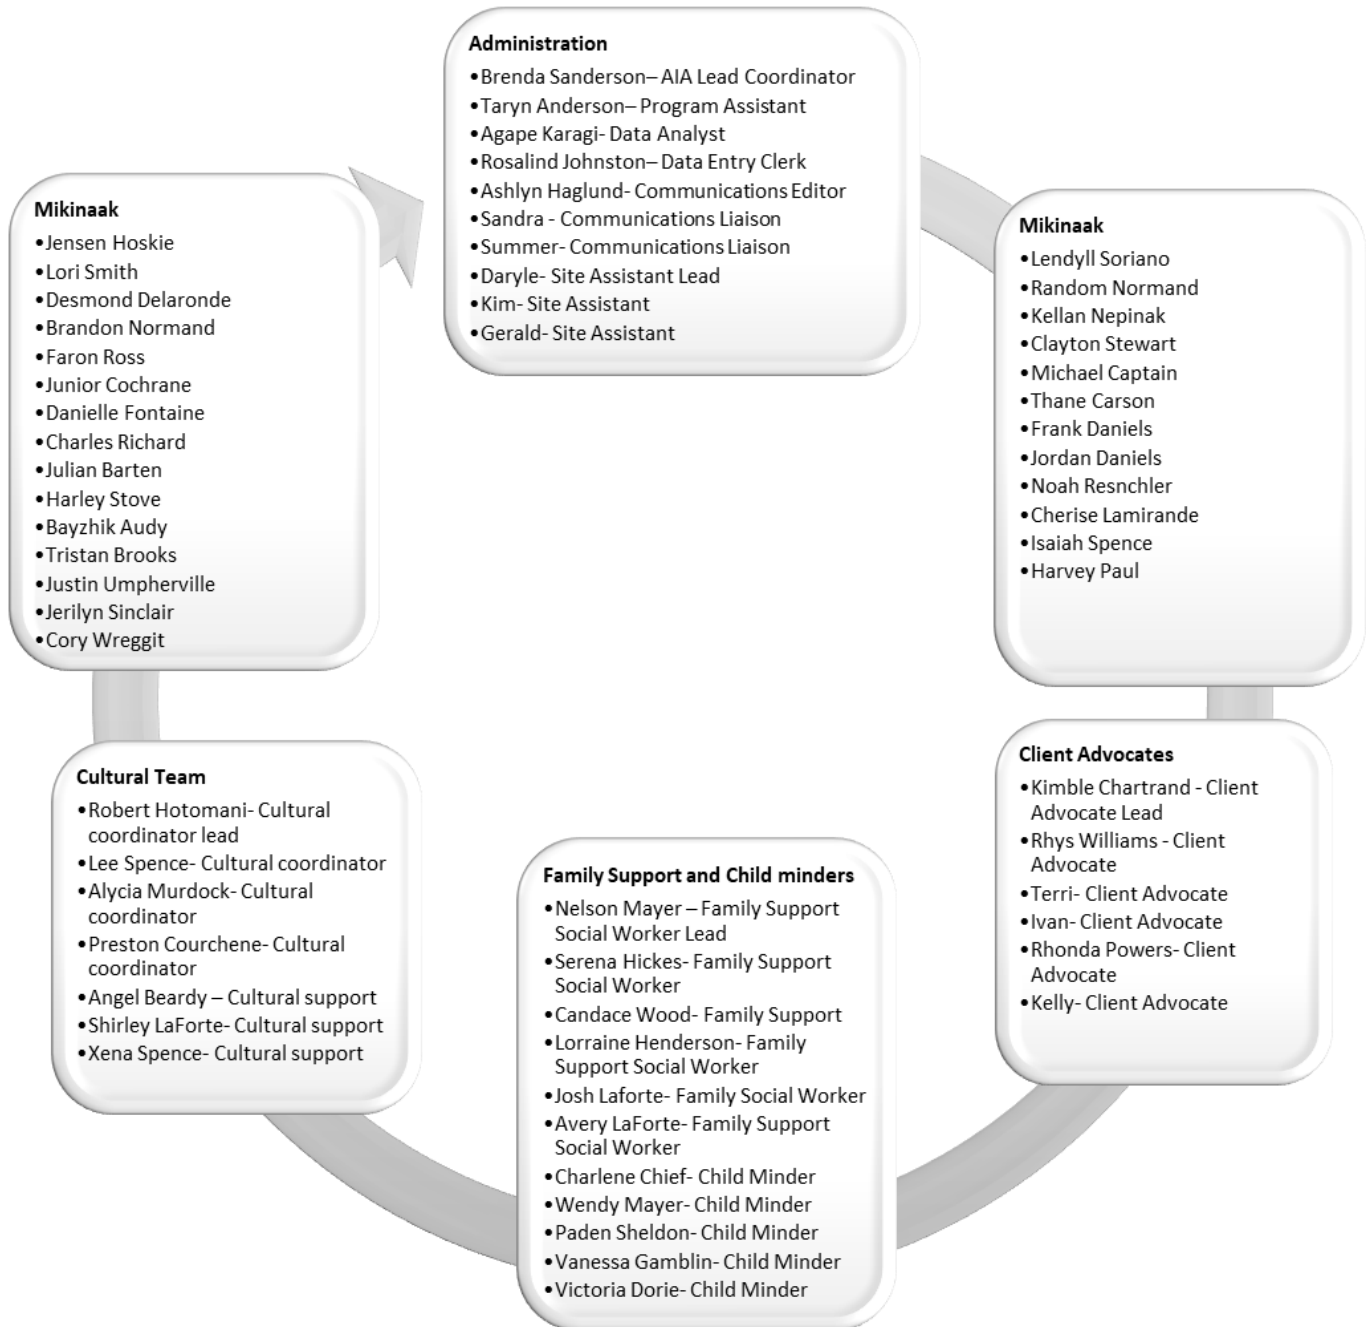 Administration
•Brenda Sanderson– AIA Lead Coordinator
•Taryn Anderson– Program Assistant
•Agape Karagi- Data Analyst
•Rosalind Johnston– Data Entry Clerk
•Ashlyn Haglund- Communications Editor
•Sandra - Communications Liaison
•Summer- Communications Liaison
•Daryle- Site Assistant Lead
•Kim- Site Assistant
•Gerald- Site Assistant
Mikinaak
•Lendyll Soriano
•Random Normand
•Kellan Nepinak
•Clayton Stewart
•Michael Captain
•Thane Carson
•Frank Daniels
•Jordan Daniels
•Noah Resnchler
•Cherise Lamirande
•Isaiah Spence
•Harvey Paul
Client Advocates
•Kimble Chartrand - Client
Advocate Lead
•Rhys Williams - Client
Advocate
•Terri- Client Advocate
•Ivan- Client Advocate
•Rhonda Powers- Client
Advocate
•Kelly- Client Advocate
Family Support and Child minders
•Nelson Mayer – Family Support
Social Worker Lead
•Serena Hickes- Family Support
Social Worker
•Candace Wood- Family Support
•Lorraine Henderson- Family
Support Social Worker
•Josh Laforte- Family Social Worker
•Avery LaForte- Family Support
Social Worker
•Charlene Chief- Child Minder
•Wendy Mayer- Child Minder
•Paden Sheldon- Child Minder
•Vanessa Gamblin- Child Minder
•Victoria Dorie- Child Minder
Cultural Team
•Robert Hotomani- Cultural
coordinator lead
•Lee Spence- Cultural coordinator
•Alycia Murdock- Cultural
coordinator
•Preston Courchene- Cultural
coordinator
•Angel Beardy – Cultural support
•Shirley LaForte- Cultural support
•Xena Spence- Cultural support
Mikinaak
•Jensen Hoskie
•Lori Smith
•Desmond Delaronde
•Brandon Normand
•Faron Ross
•Junior Cochrane
•Danielle Fontaine
•Charles Richard
•Julian Barten
•Harley Stove
•Bayzhik Audy
•Tristan Brooks
•Justin Umpherville
•Jerilyn Sinclair
•Cory Wreggit